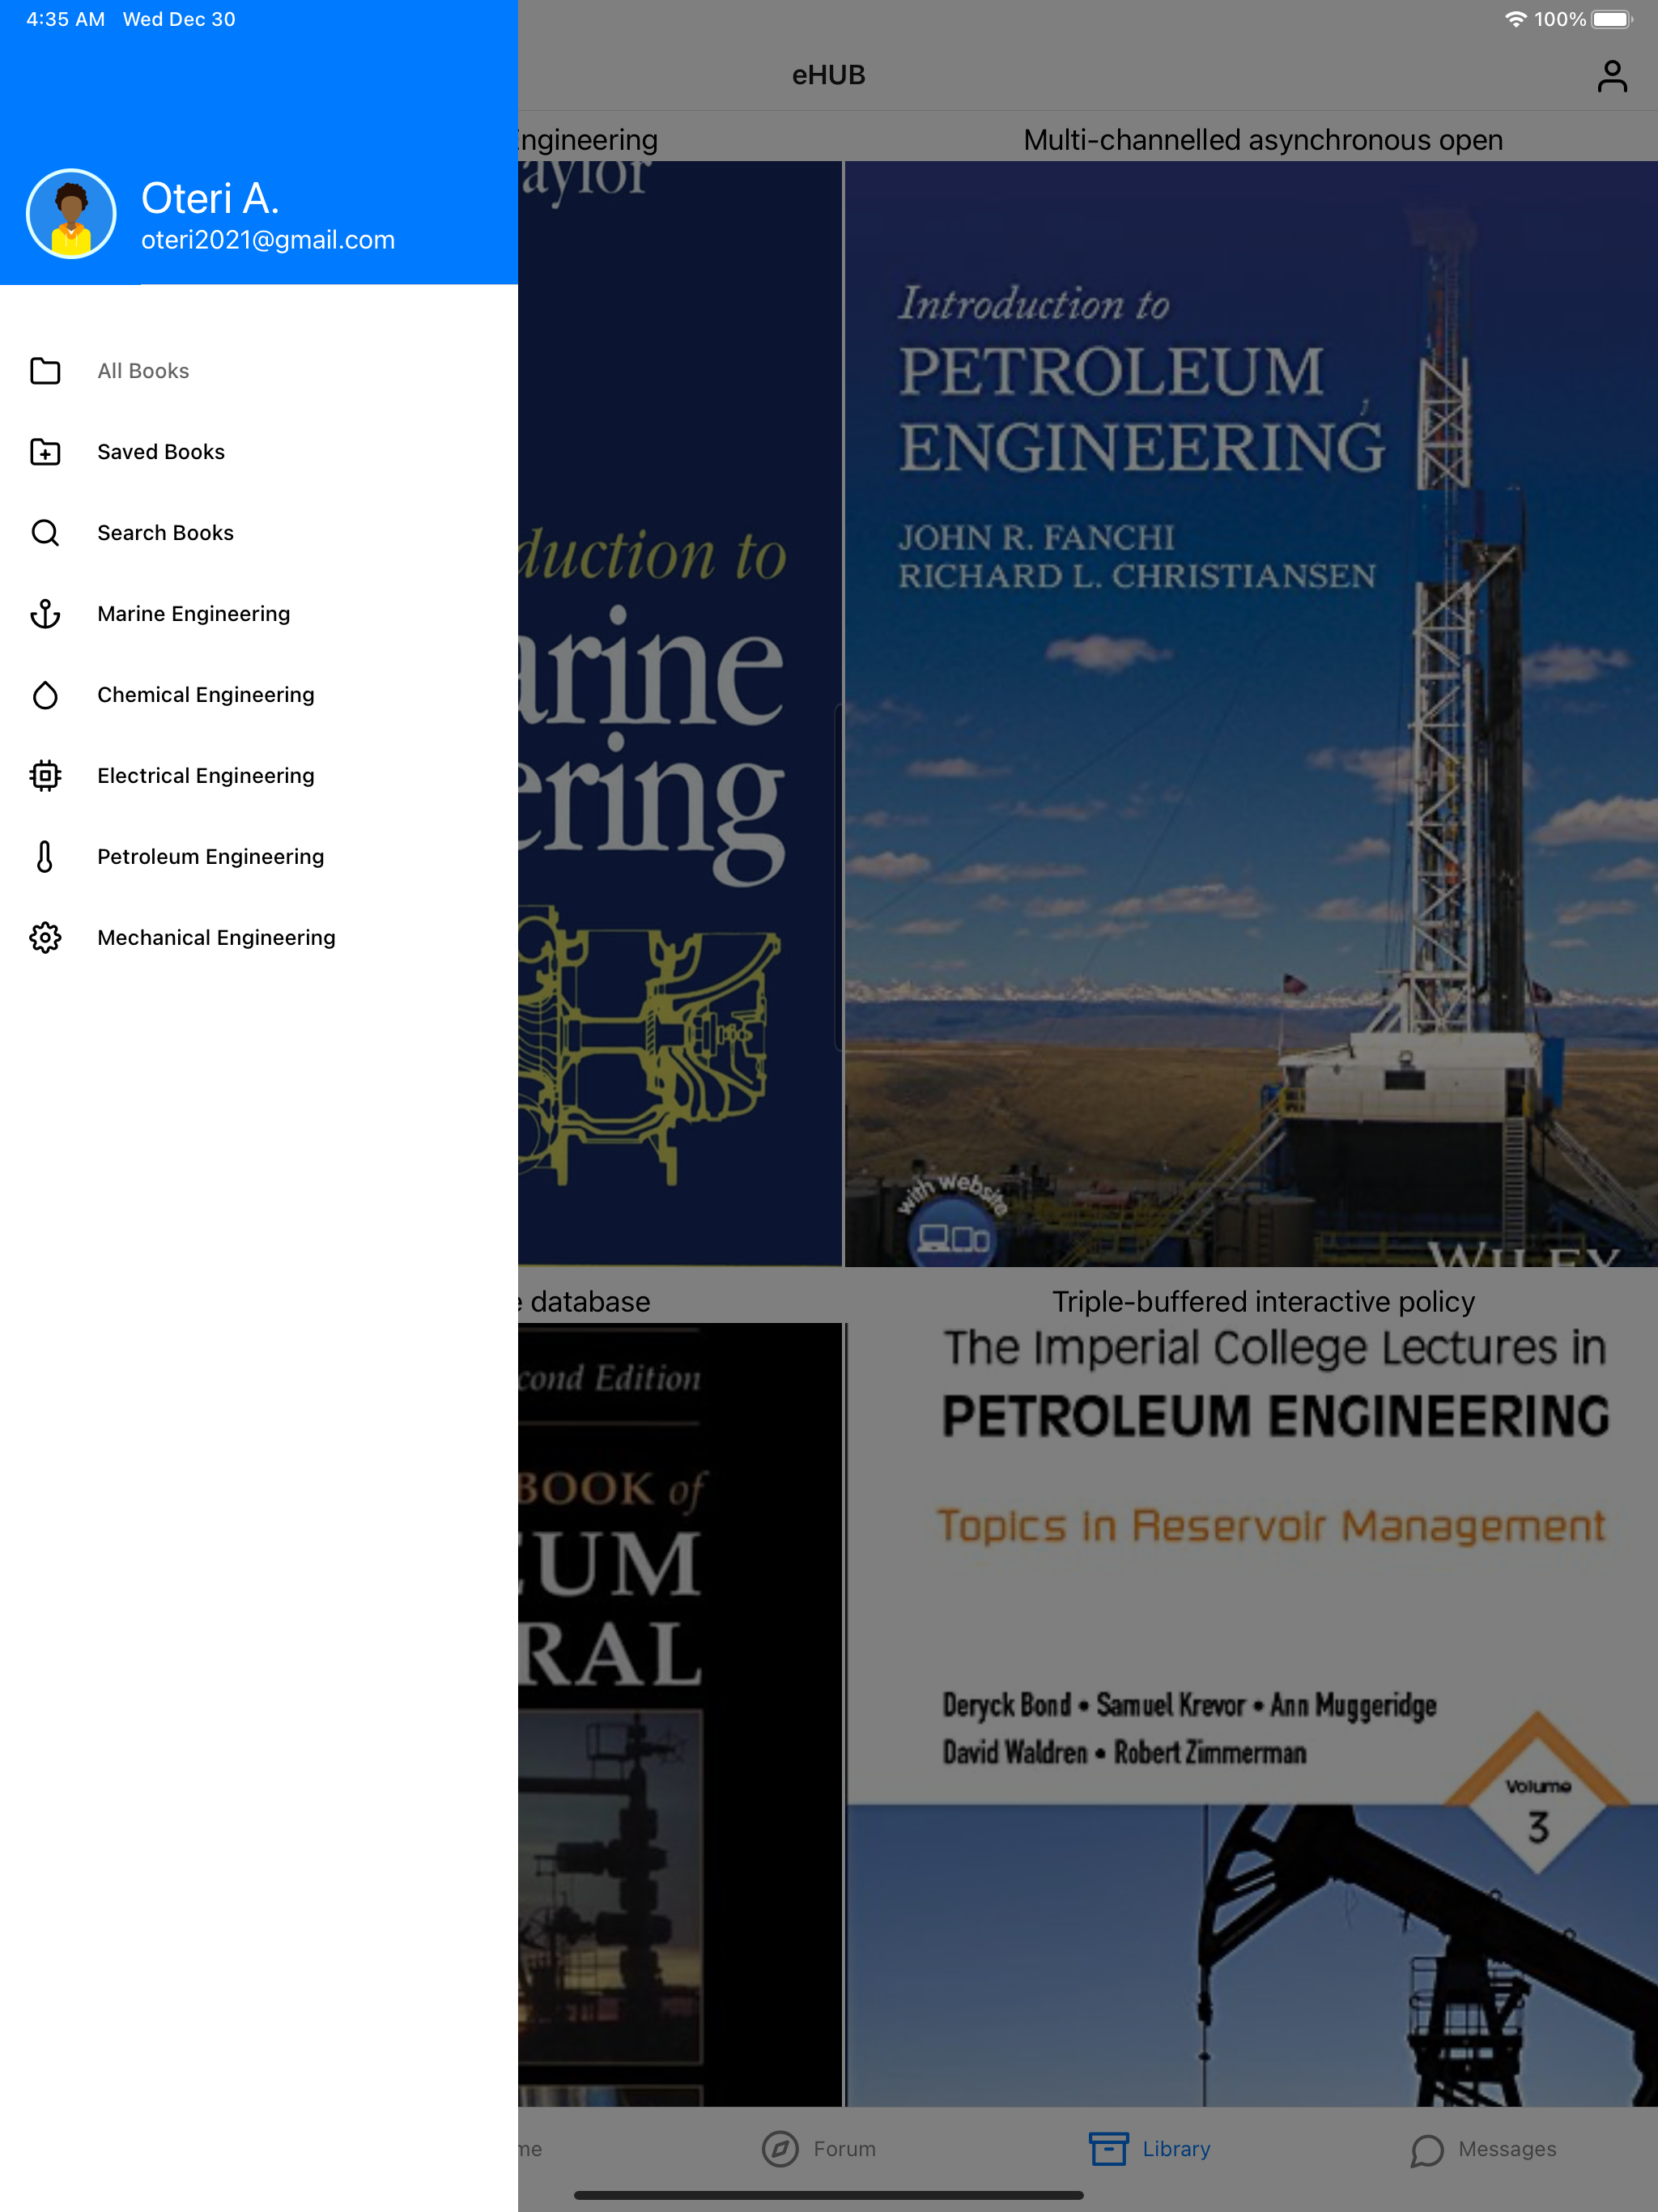 4:35 AM Wed Dec 30
100%
eHUB
Oteri A.
oteri2021@gmail.com
All Books
Saved Books
Search Books
Marine Engineering
Chemical Engineering
Electrical Engineering
Petroleum Engineering
Mechanical Engineering
ngineering
aylor
duction to
arine
ering
Multi-channelled asynchronous open
Introduction to
PETROLEUM
ENGINEERING
JOHN R. FANCHI
RICHARD L. CHRISTIANSEN
with website
WILEY
e database
cond Edition
BOOK of
EUM
RAL
Triple-buffered interactive policy
The Imperial College Lectures in
PETROLEUM ENGINEERING
Topics in Reservoir Management
Deryck Bond • Samuel Krevor • Ann Muggeridge
David Waldren • Robert Zimmerman
Volume
3
me
Forum
Library
Messages